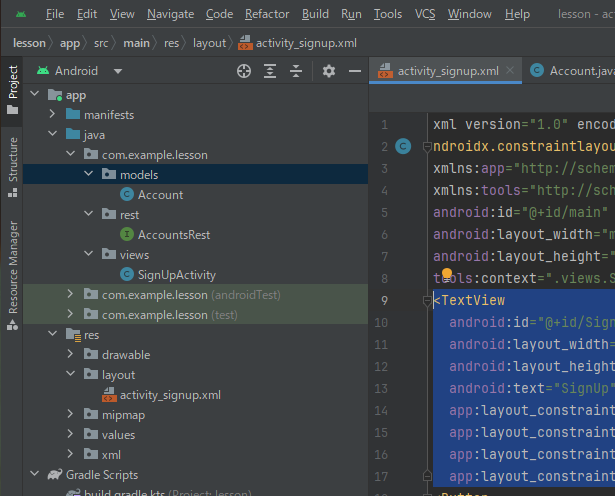 File Edit View Navigate Code Refactor Build Run Tools VCS Window Help lesson - ac
lesson app src main res layout activity_signup.xml
Project
Structure
Resource Manager
Android
app
manifests
java
com.example.lesson
models
Account
rest
AccountsRest
views
SignUpActivity
com.example.lesson (androidTest)
com.example.lesson (test)
res
drawable
layout
activity_signup.xml
mipmap
values
xml
Gradle Scripts
build.gradle.kts (Project: lesson)
activity_signup.xml Account.java
1 xml version="1.0" encod
2 ndroidx.constraintlayou
3 xmlns:app="http://schem
4 xmlns:tools="http://sch
5 android:id="@+id/main"
6 android:layout_width="m
7 android:layout_height="
8 tools:context=".views.S
9 <TextView
10 android:id="@+id/Sign
11 android:layout_width=
12 android:layout_height
13 android:text="SignUp"
14 app:layout_constraint
15 app:layout_constraint
16 app:layout_constraint
17 app:layout_constraint
<Button